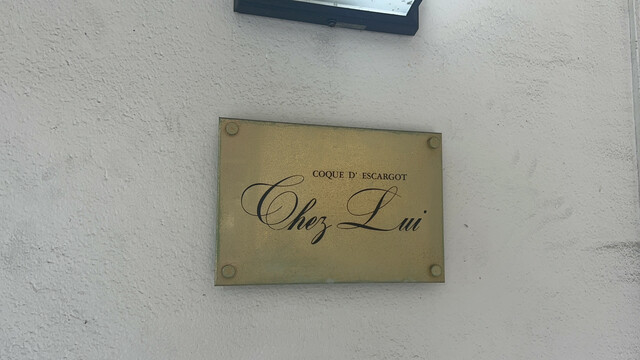 COQUE D' ESCARGOT
Chez Lui